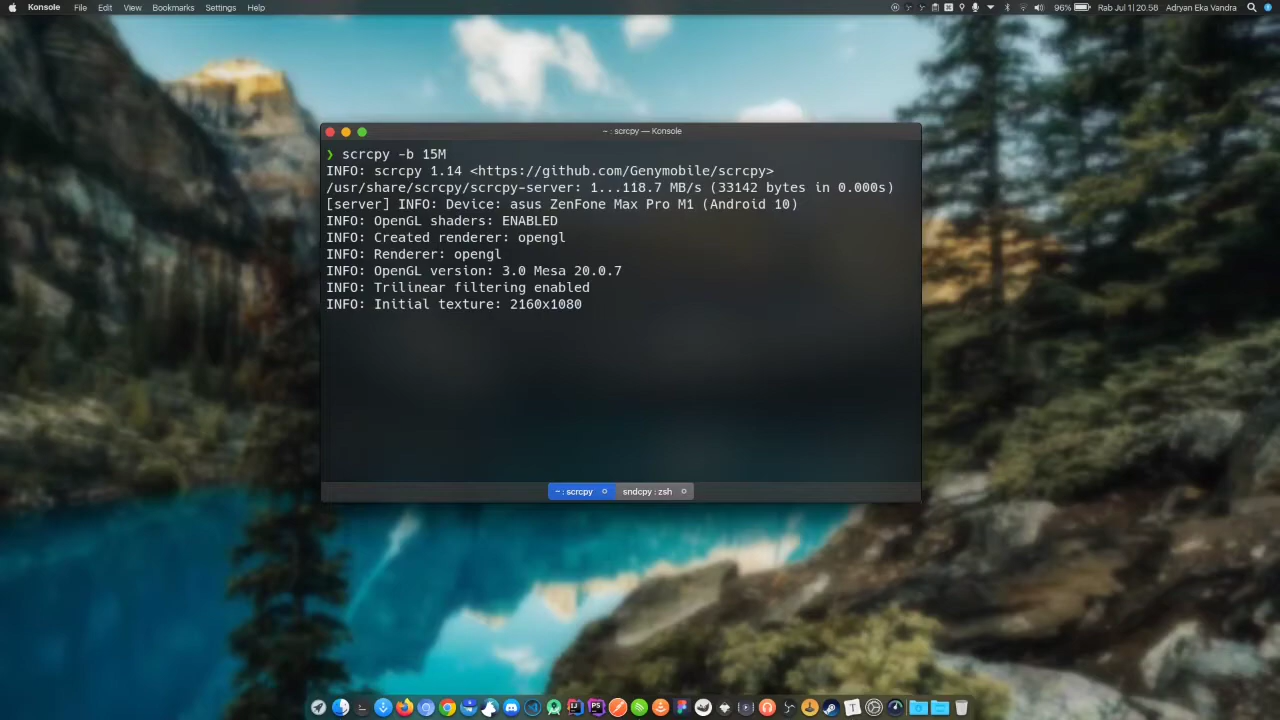 Konsole File Edit View Bookmarks Settings Help 96% Rab Jul 1| 20.58 Adryan Eka Vandra
~ : scrcpy — Konsole
❯ scrcpy -b 15M
INFO: scrcpy 1.14 <https://github.com/Genymobile/scrcpy>
/usr/share/scrcpy/scrcpy-server: 1...118.7 MB/s (33142 bytes in 0.000s)
[server] INFO: Device: asus ZenFone Max Pro M1 (Android 10)
INFO: OpenGL shaders: ENABLED
INFO: Created renderer: opengl
INFO: Renderer: opengl
INFO: OpenGL version: 3.0 Mesa 20.0.7
INFO: Trilinear filtering enabled
INFO: Initial texture: 2160x1080
~ : scrcpy sndcpy : zsh